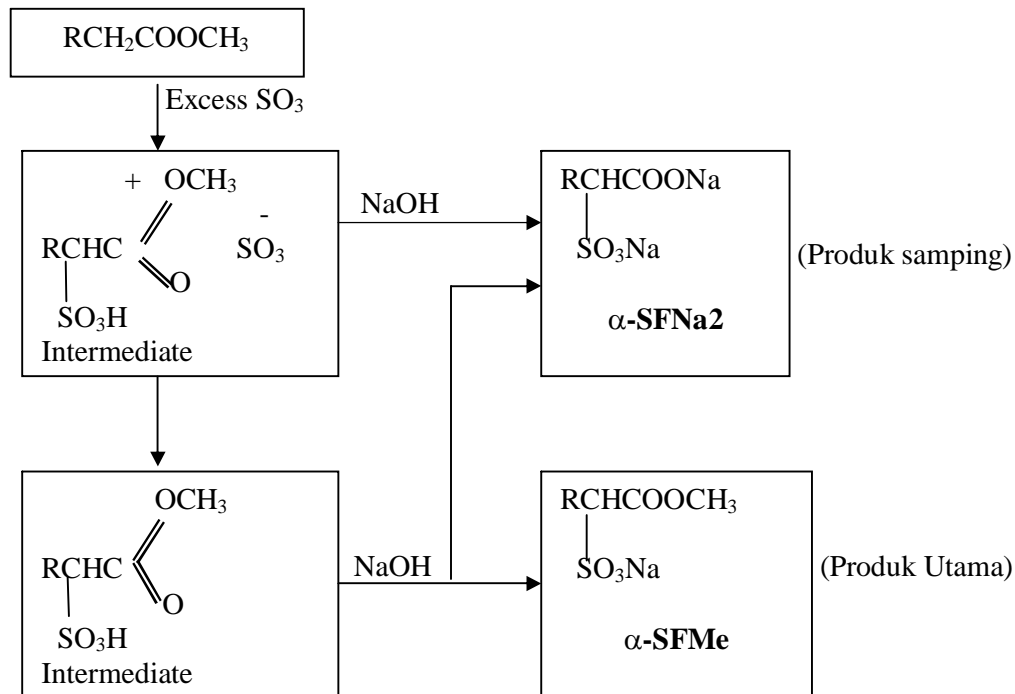 RCH₂COOCH₃
Excess SO₃
+ OCH₃
-
RCHC SO₃
O
SO₃H
Intermediate
NaOH
RCHCOONa
SO₃Na
α-SFNa2
(Produk samping)
OCH₃
RCHC
O
SO₃H
Intermediate
NaOH
RCHCOOCH₃
SO₃Na
α-SFMe
(Produk Utama)